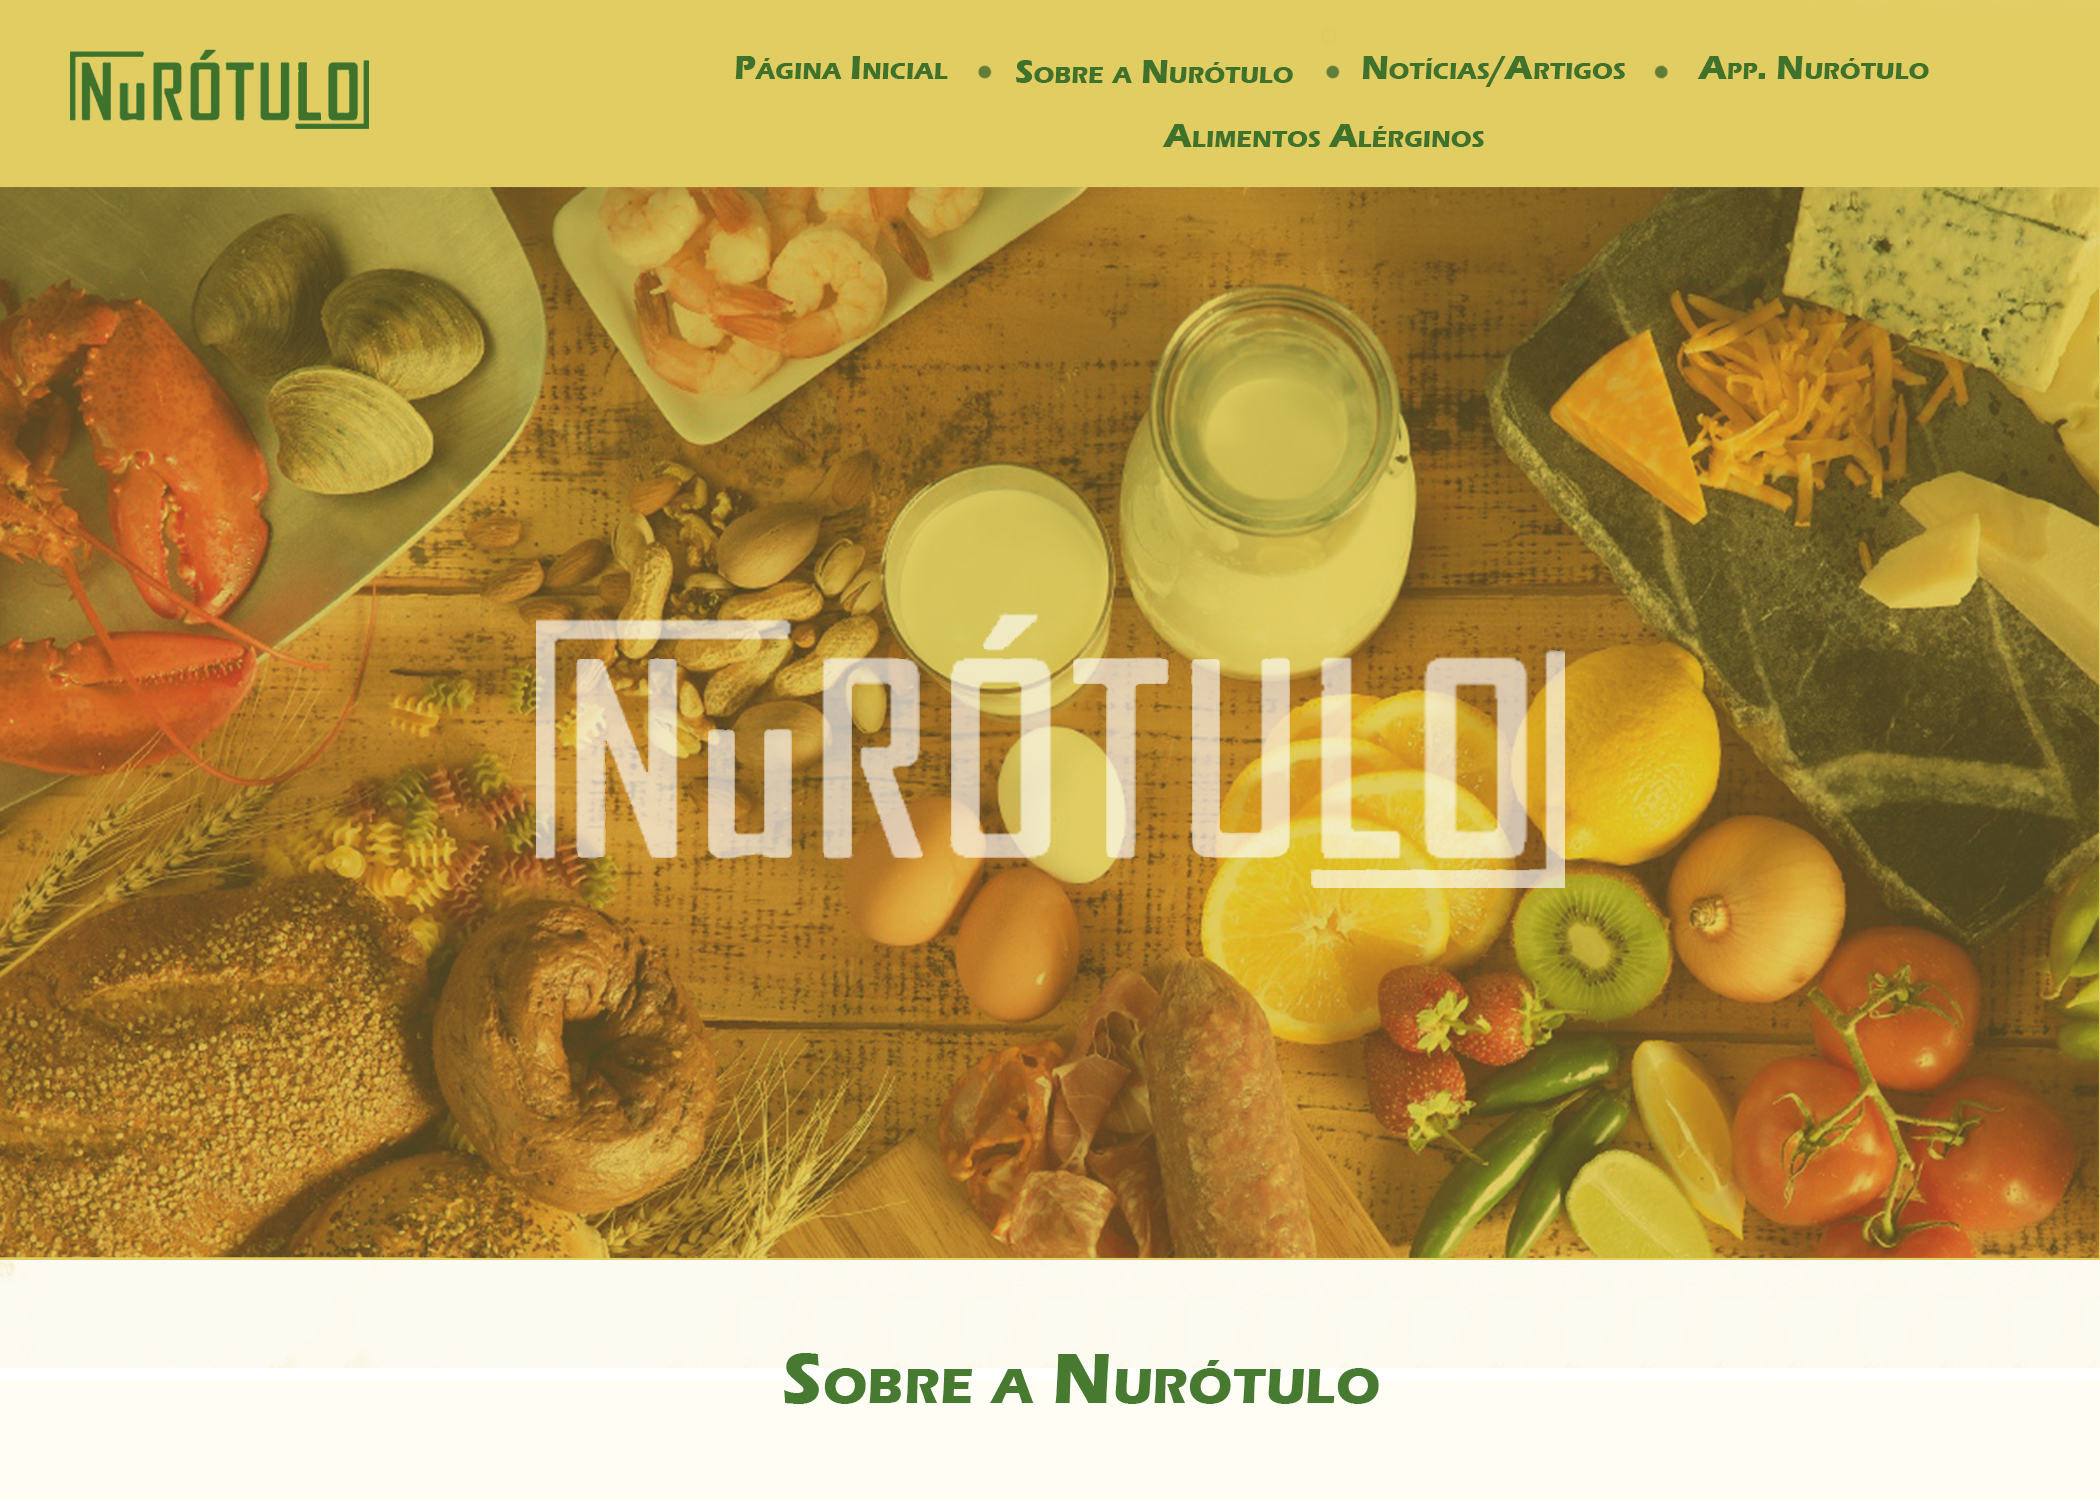 NuRÓTULO
Página Inicial • Sobre a Nurótulo • Notícias/Artigos • App. Nurótulo
Alimentos Alérginos
NuRÓTULO
Sobre a Nurótulo